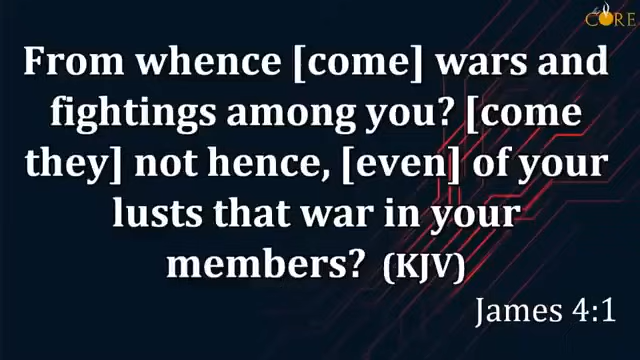 the
CORE
From whence [come] wars and
fightings among you? [come
they] not hence, [even] of your
lusts that war in your
members? (KJV)
James 4:1